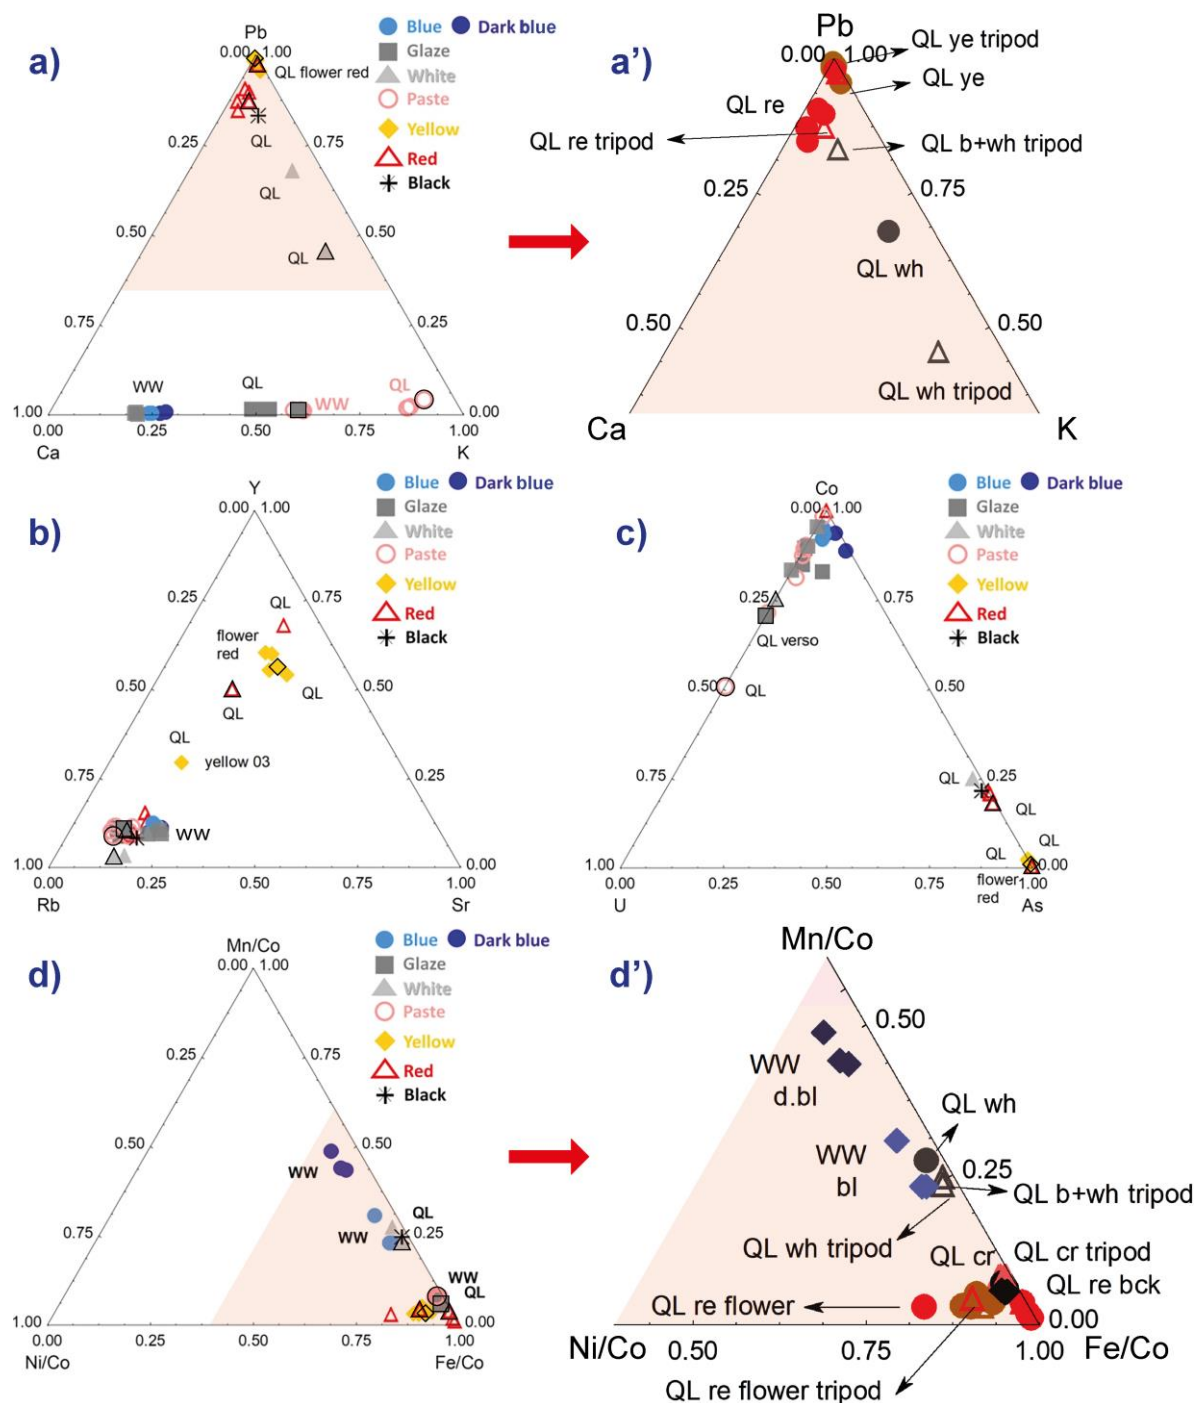 a)
Pb
0.00 1.00
QL flower red
QL
0.25
0.75
QL
0.50
0.50
QL
0.75
0.25
WW
QL
WW
QL
1.00
0.00
0.00
0.25
0.50
0.75
1.00
Ca
K
Blue
Dark blue
Glaze
White
Paste
Yellow
Red
Black
a')
Pb
0.00 1.00
QL ye tripod
QL ye
QL re
QL re tripod
QL b+wh tripod
0.25
0.75
QL wh
0.50
0.50
QL wh tripod
Ca
K
b)
Y
0.00 1.00
0.25
0.75
QL
flower
red
0.50
0.50
QL
QL
QL
yellow 03
0.75
0.25
WW
1.00
0.00
0.00
0.25
0.50
0.75
1.00
Rb
Sr
Blue
Dark blue
Glaze
White
Paste
Yellow
Red
Black
c)
Co
0.00 1.00
0.25
0.75
QL verso
0.50
QL
0.50
0.75
QL
0.25
QL
QL
QL
1.00
0.00
flower
red
0.00
0.25
0.50
0.75
1.00
U
As
Blue
Dark blue
Glaze
White
Paste
Yellow
Red
Black
d)
Mn/Co
0.00 1.00
0.25
0.75
0.50
0.50
WW
0.75
QL
WW
0.25
WW
QL
1.00
0.00
0.00
0.25
0.50
0.75
1.00
Ni/Co
Fe/Co
Blue
Dark blue
Glaze
White
Paste
Yellow
Red
Black
d')
Mn/Co
0.50
WW
d.bl
QL wh
WW
bl
0.25
QL b+wh tripod
QL wh tripod
QL cr
QL cr tripod
QL re bck
QL re flower
0.00
Ni/Co
0.50
0.75
1.00
Fe/Co
QL re flower tripod